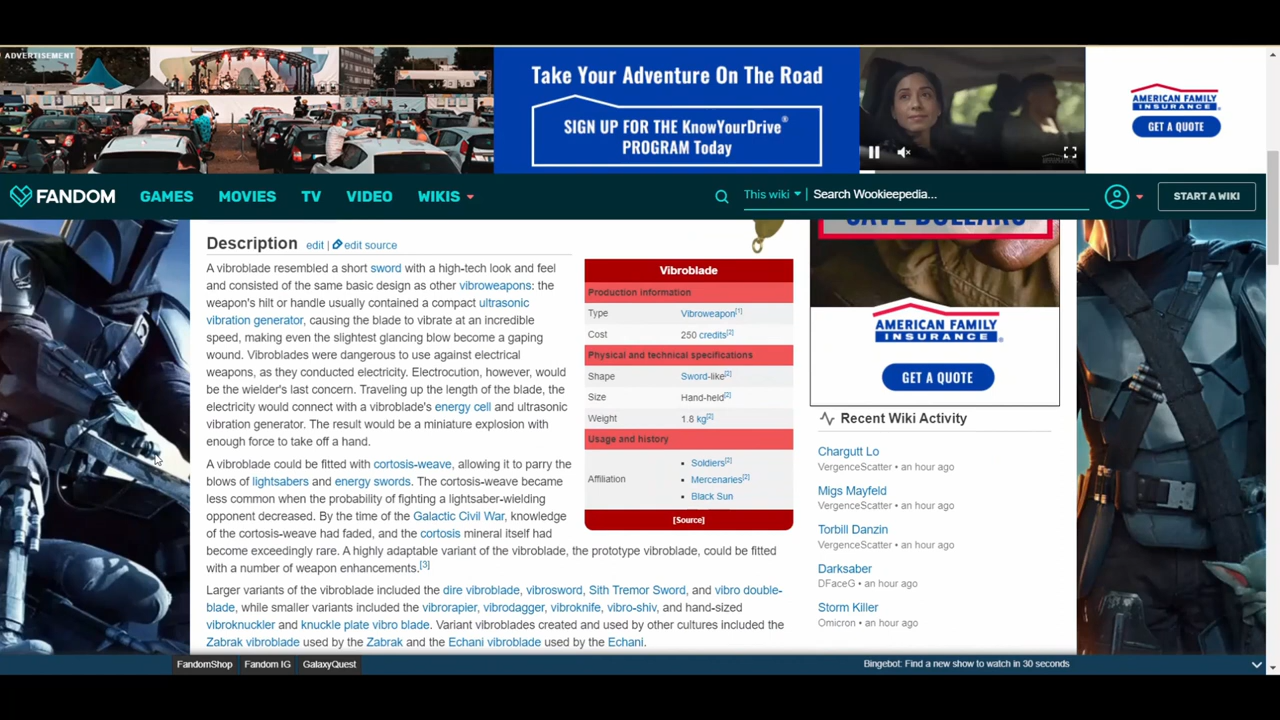 ADVERTISEMENT
Take Your Adventure On The Road
SIGN UP FOR THE KnowYourDrive®
PROGRAM Today
AMERICAN FAMILY
INSURANCE®
GET A QUOTE
FANDOM
GAMES
MOVIES
TV
VIDEO
WIKIS
This wiki
Search Wookieepedia...
START A WIKI
Description edit | edit source
A vibroblade resembled a short sword with a high-tech look and feel
and consisted of the same basic design as other vibroweapons: the
weapon's hilt or handle usually contained a compact ultrasonic
vibration generator, causing the blade to vibrate at an incredible
speed, making even the slightest glancing blow become a gaping
wound. Vibroblades were dangerous to use against electrical
weapons, as they conducted electricity. Electrocution, however, would
be the wielder's last concern. Traveling up the length of the blade, the
electricity would connect with a vibroblade's energy cell and ultrasonic
vibration generator. The result would be a miniature explosion with
enough force to take off a hand.
A vibroblade could be fitted with cortosis-weave, allowing it to parry the
blows of lightsabers and energy swords. The cortosis-weave became
less common when the probability of fighting a lightsaber-wielding
opponent decreased. By the time of the Galactic Civil War, knowledge
of the cortosis-weave had faded, and the cortosis mineral itself had
become exceedingly rare. A highly adaptable variant of the vibroblade, the prototype vibroblade, could be fitted
with a number of weapon enhancements.[3]
Larger variants of the vibroblade included the dire vibroblade, vibrosword, Sith Tremor Sword, and vibro double-
blade, while smaller variants included the vibrorapier, vibrodagger, vibroknife, vibro-shiv, and hand-sized
vibroknuckler and knuckle plate vibro blade. Variant vibroblades created and used by other cultures included the
Zabrak vibroblade used by the Zabrak and the Echani vibroblade used by the Echani.
Vibroblade
Production information
Type Vibroweapon[1]
Cost 250 credits[2]
Physical and technical specifications
Shape Sword-like[2]
Size Hand-held[2]
Weight 1.8 kg[2]
Usage and history
Affiliation
Soldiers[2]
Mercenaries[2]
Black Sun
[Source]
SAVE DOLLARS
AMERICAN FAMILY
INSURANCE®
GET A QUOTE
Recent Wiki Activity
Chargutt Lo
VergenceScatter • an hour ago
Migs Mayfeld
VergenceScatter • an hour ago
Torbill Danzin
VergenceScatter • an hour ago
Darksaber
DFaceG • an hour ago
Storm Killer
Omicron • an hour ago
FandomShop
Fandom IG
GalaxyQuest
Bingebot: Find a new show to watch in 30 seconds